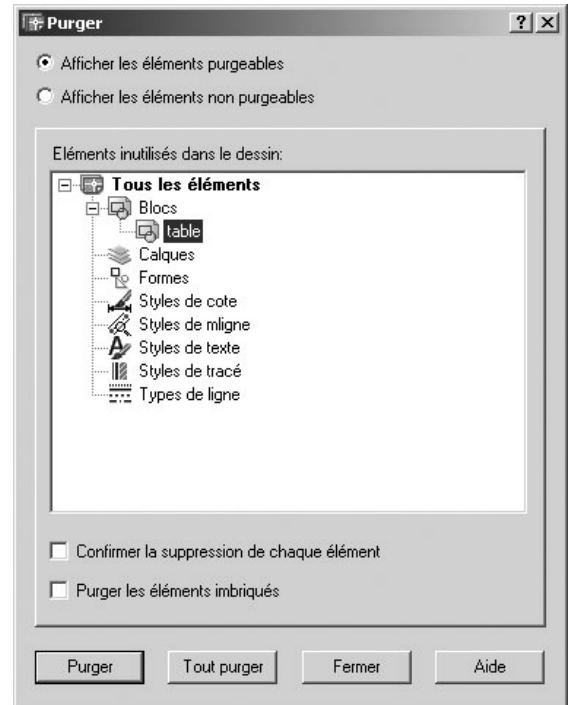 Purger
Afficher les éléments purgeables
Afficher les éléments non purgeables
Eléments inutilisés dans le dessin:
Tous les éléments
Blocs
table
Calques
Formes
Styles de cote
Styles de mligne
Styles de texte
Styles de tracé
Types de ligne
Confirmer la suppression de chaque élément
Purger les éléments imbriqués
Purger Tout purger Fermer Aide